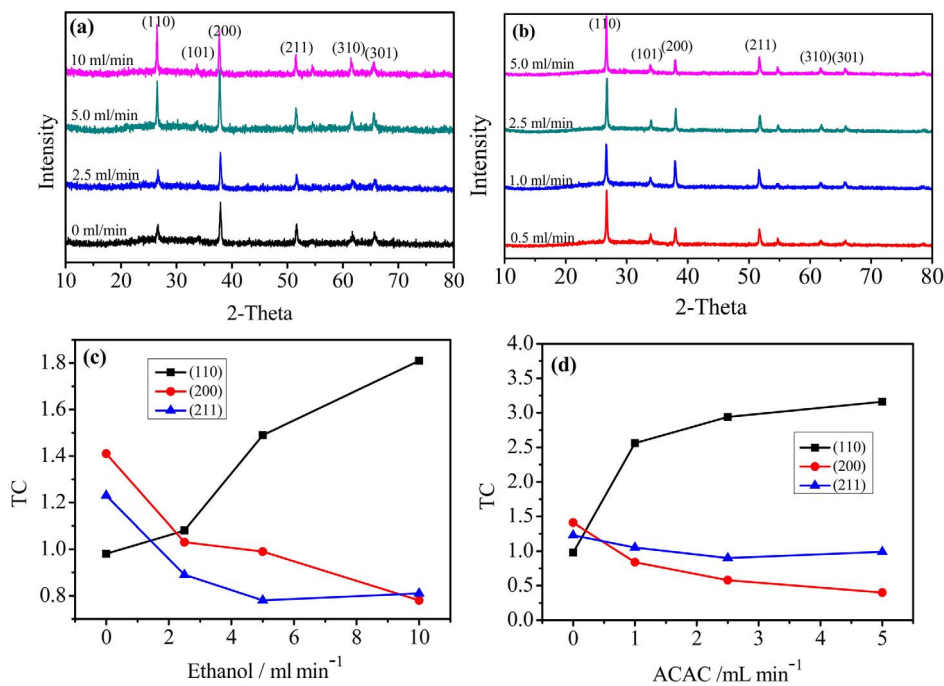 (a)
(110)
(200)
10 ml/min
(101)
(211)
(310)
(301)
5.0 ml/min
2.5 ml/min
0 ml/min
Intensity
10 20 30 40 50 60 70 80
2-Theta
(b)
(110)
5.0 ml/min
(101)
(200)
(211)
(310)(301)
2.5 ml/min
1.0 ml/min
0.5 ml/min
Intensity
10 20 30 40 50 60 70 80
2-Theta
(c)
(110)
(200)
(211)
1.8
1.6
1.4
1.2
1.0
0.8
TC
0 2 4 6 8 10
Ethanol / ml min⁻¹
(d)
4.0
3.5
3.0
2.5
2.0
1.5
1.0
0.5
0.0
(110)
(200)
(211)
TC
0 1 2 3 4 5
ACAC /mL min⁻¹